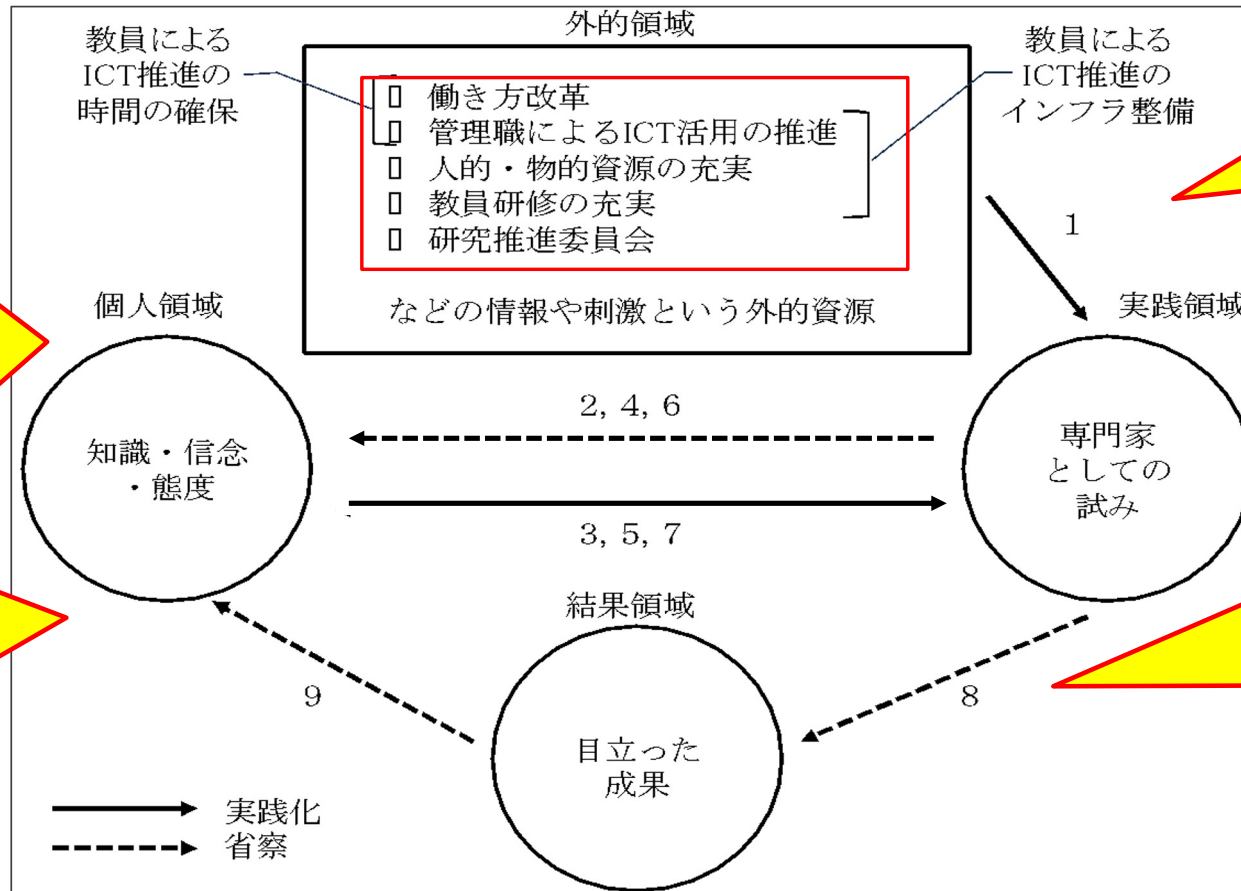 外的領域
教員による
ICT推進の
時間の確保
教員による
ICT推進の
インフラ整備
▯ 働き方改革
▯ 管理職によるICT活用の推進
▯ 人的・物的資源の充実
▯ 教員研修の充実
▯ 研究推進委員会
などの情報や刺激という外的資源
1
個人領域
実践領域
知識・信念
・態度
2, 4, 6
3, 5, 7
専門家
としての
試み
結果領域
9
8
目立った
成果
実践化
省察